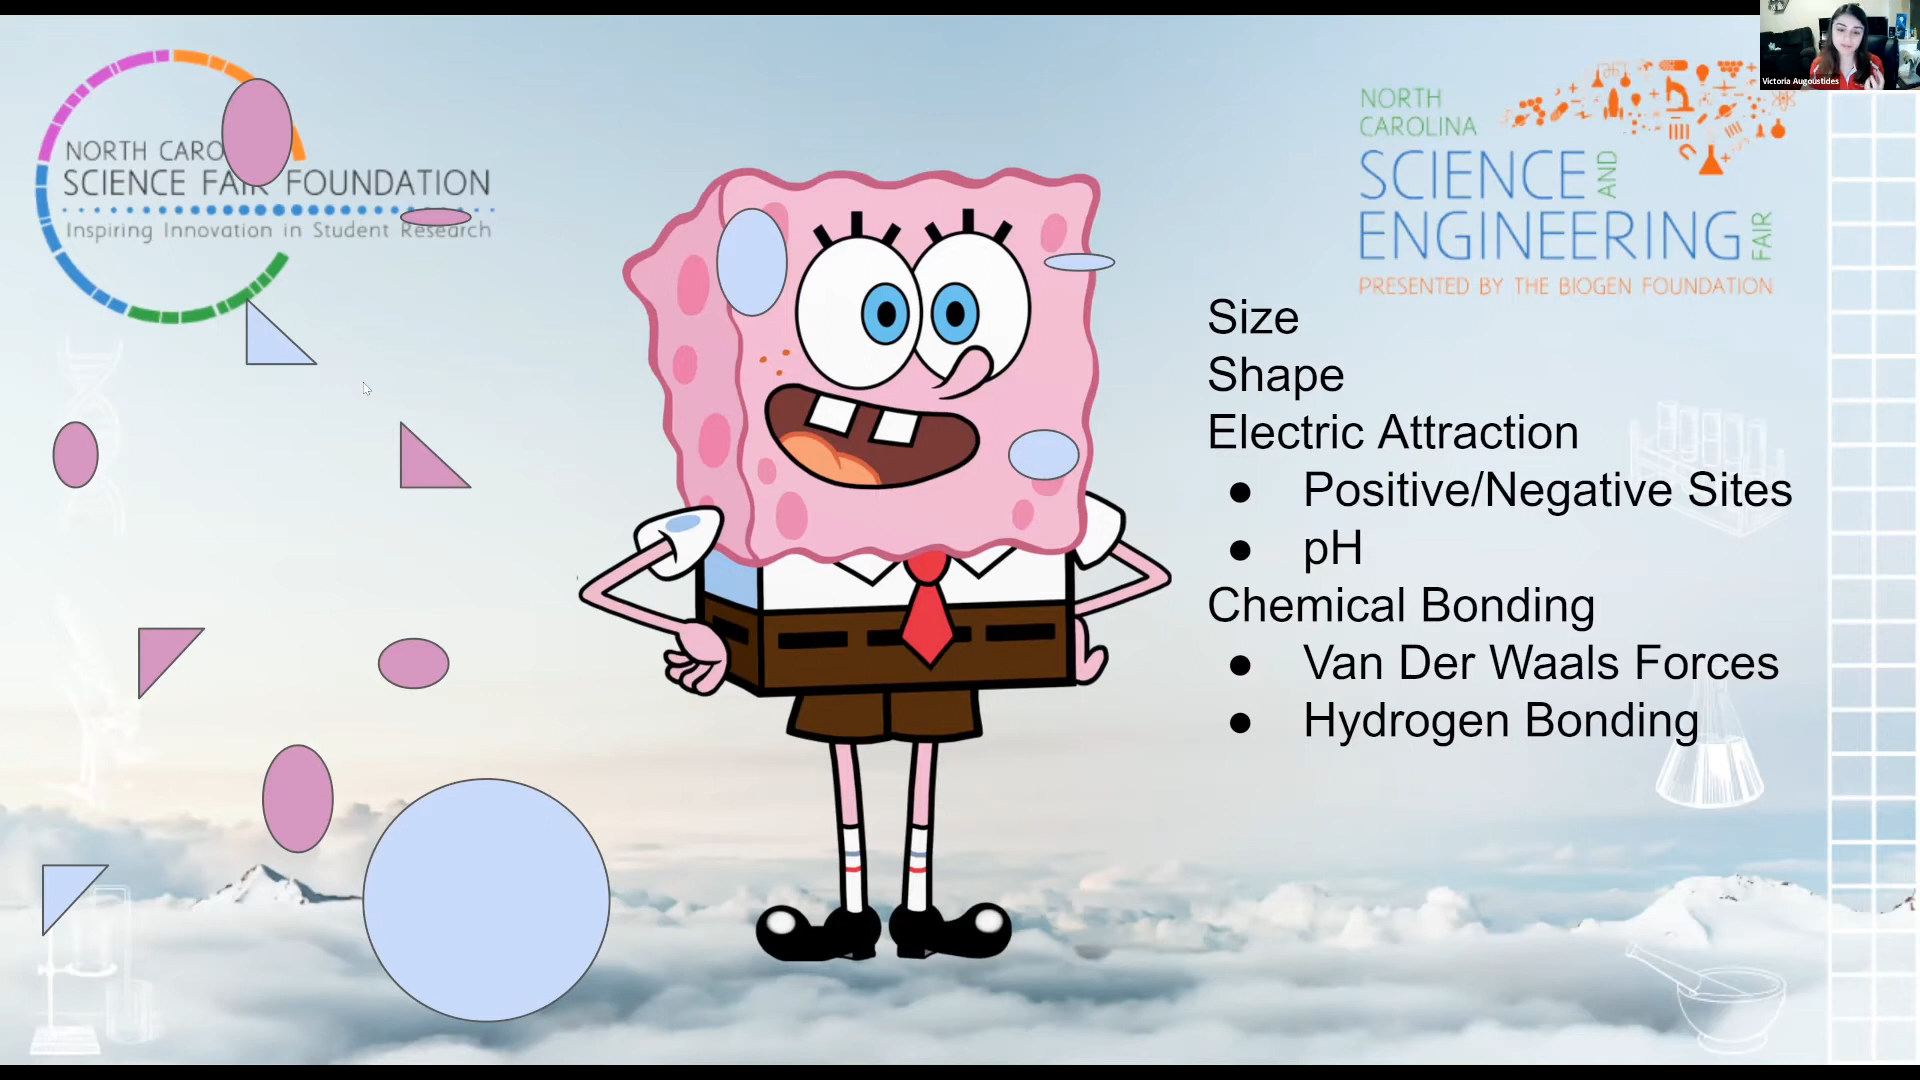 Victoria Augoustides
NORTH CARO
SCIENCE FAIR FOUNDATION
Inspiring Innovation in Student Research
NORTH
CAROLINA
SCIENCE AND
ENGINEERING FAIR
PRESENTED BY THE BIOGEN FOUNDATION
Size
Shape
Electric Attraction
● Positive/Negative Sites
● pH
Chemical Bonding
● Van Der Waals Forces
● Hydrogen Bonding